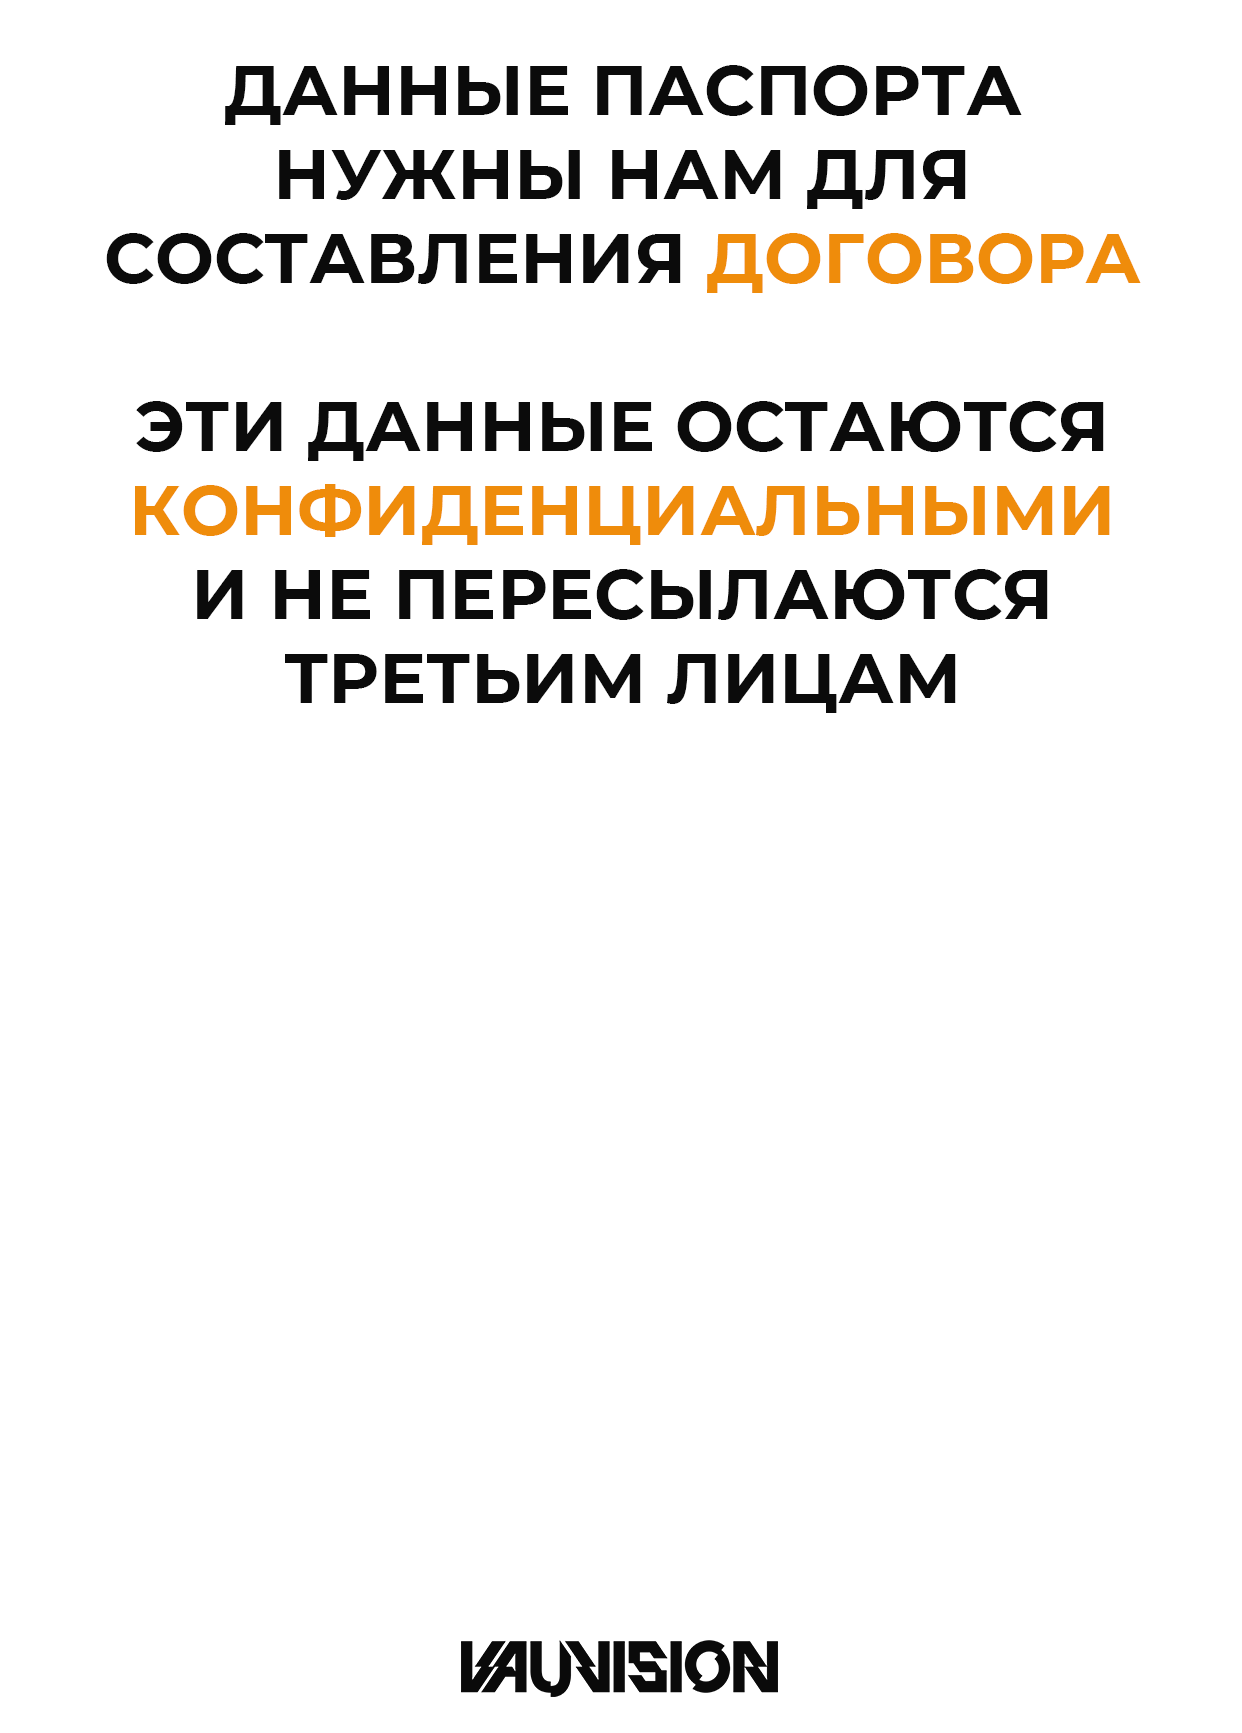 ДАННЫЕ ПАСПОРТА
НУЖНЫ НАМ ДЛЯ
СОСТАВЛЕНИЯ ДОГОВОРА
ЭТИ ДАННЫЕ ОСТАЮТСЯ
КОНФИДЕНЦИАЛЬНЫМИ
И НЕ ПЕРЕСЫЛАЮТСЯ
ТРЕТЬИМ ЛИЦАМ
VAUVISION